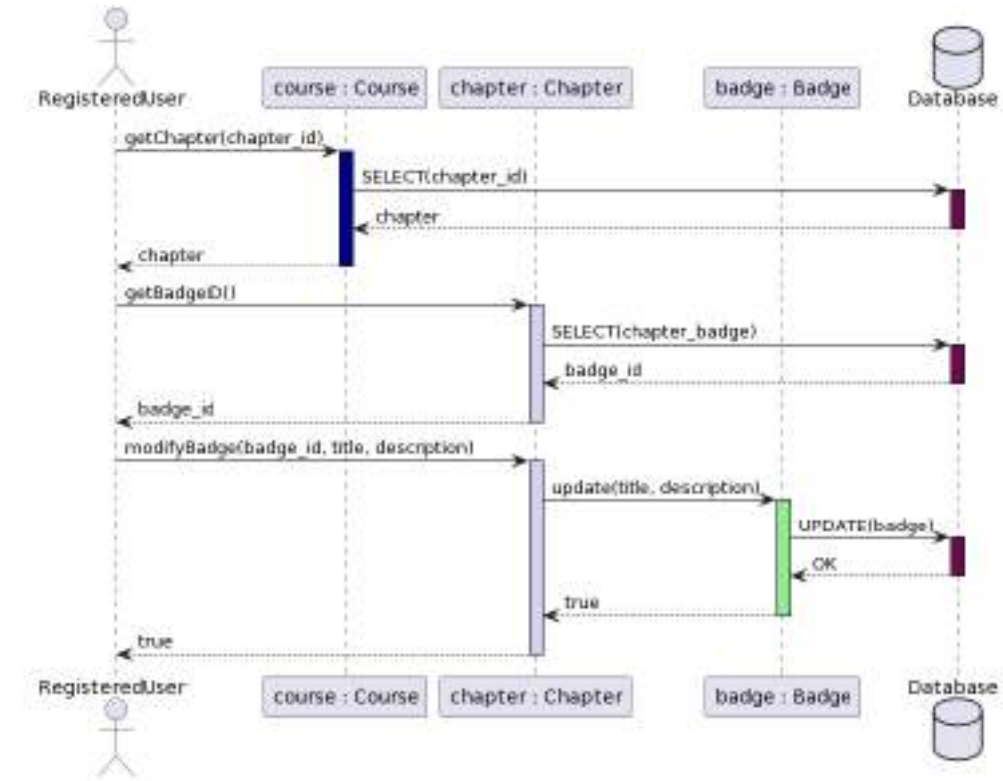 RegisteredUser
course : Course
chapter : Chapter
badge : Badge
Database
getChapter(chapter_id)
SELECT(chapter_id)
chapter
chapter
getBadgeID()
SELECT(chapter_badge)
badge_id
badge_id
modifyBadge(badge_id, title, description)
update(title, description)
UPDATE(badge)
OK
true
true
RegisteredUser
course : Course
chapter : Chapter
badge : Badge
Database